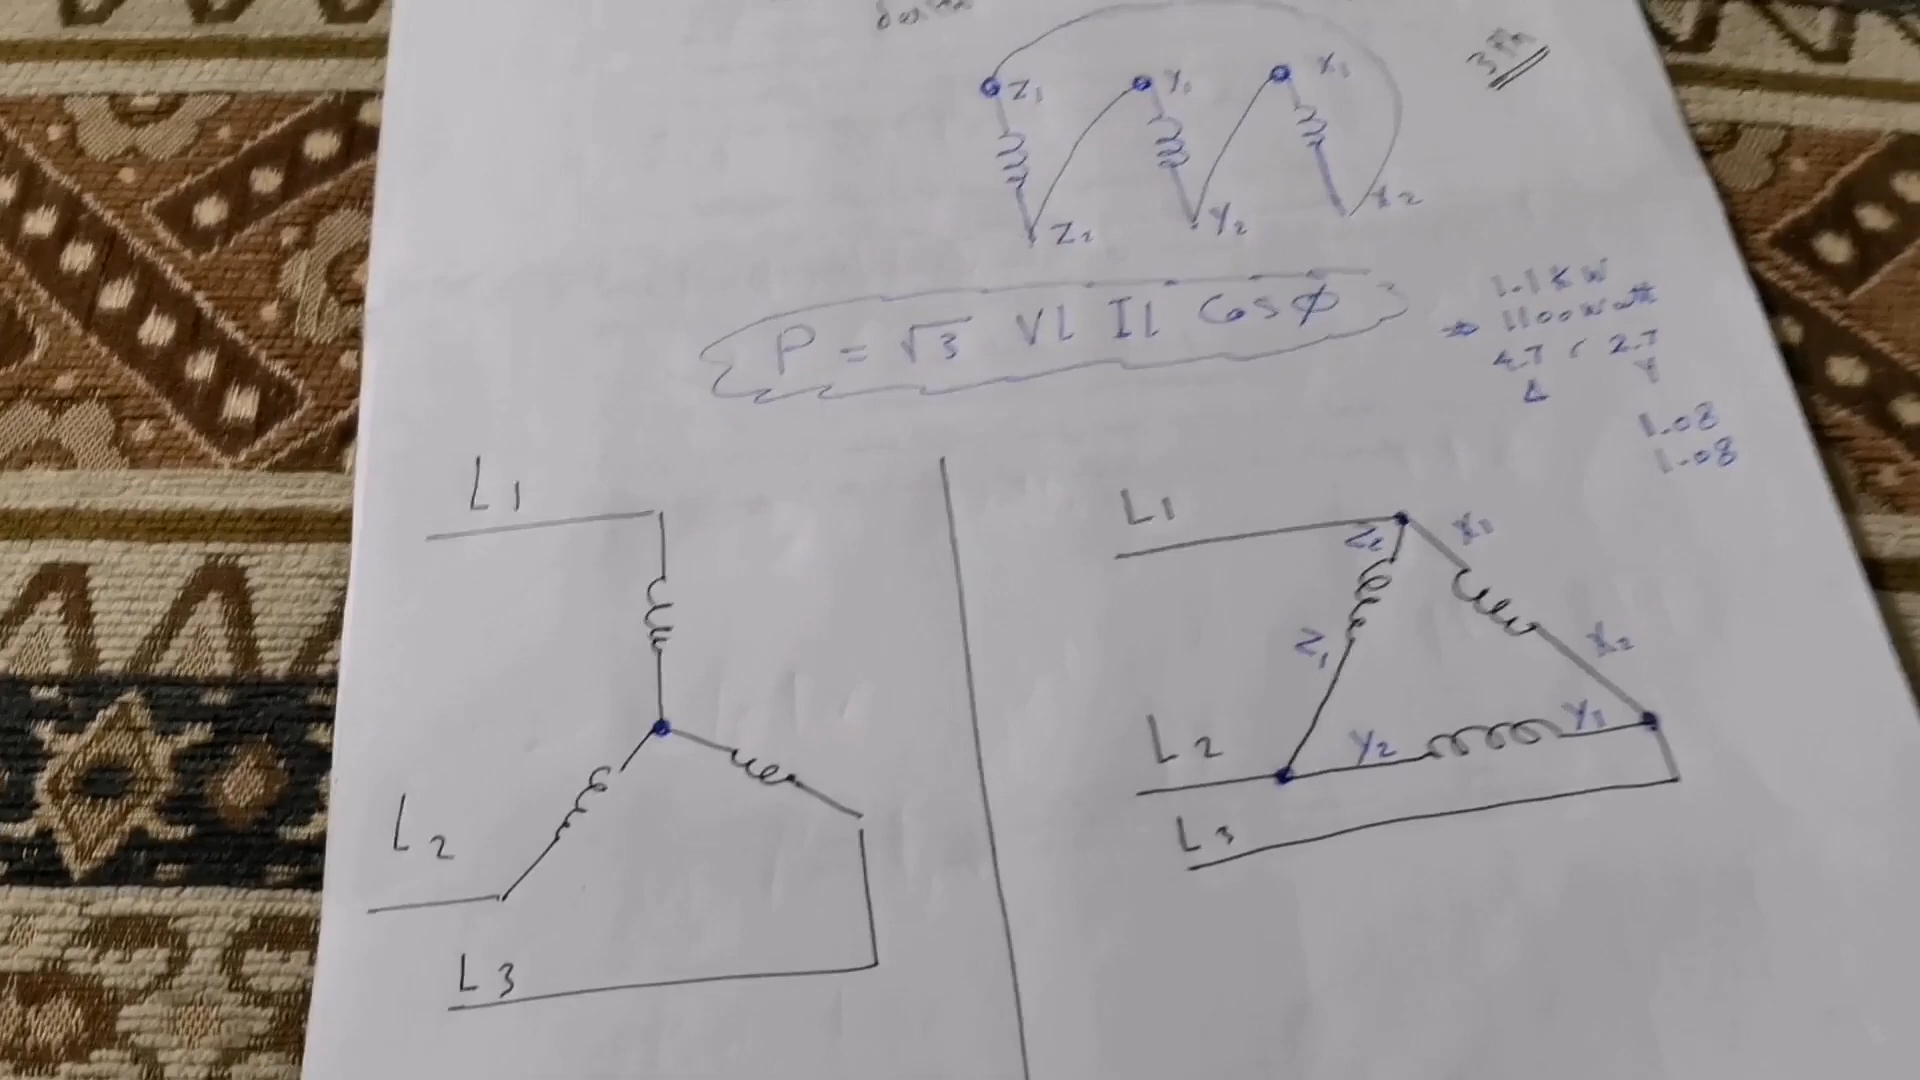 3Ph
Z1 Y1 X1
Z2 Y2 X2
P = √3 VL IL Cosφ
1.1 KW
→ 1100 watt
4.7 , 2.7
Δ Y
1.08
1.08
L1
L2
L3
L1
Z2 X1
Z1 X2
L2 Y2 Y1
L3